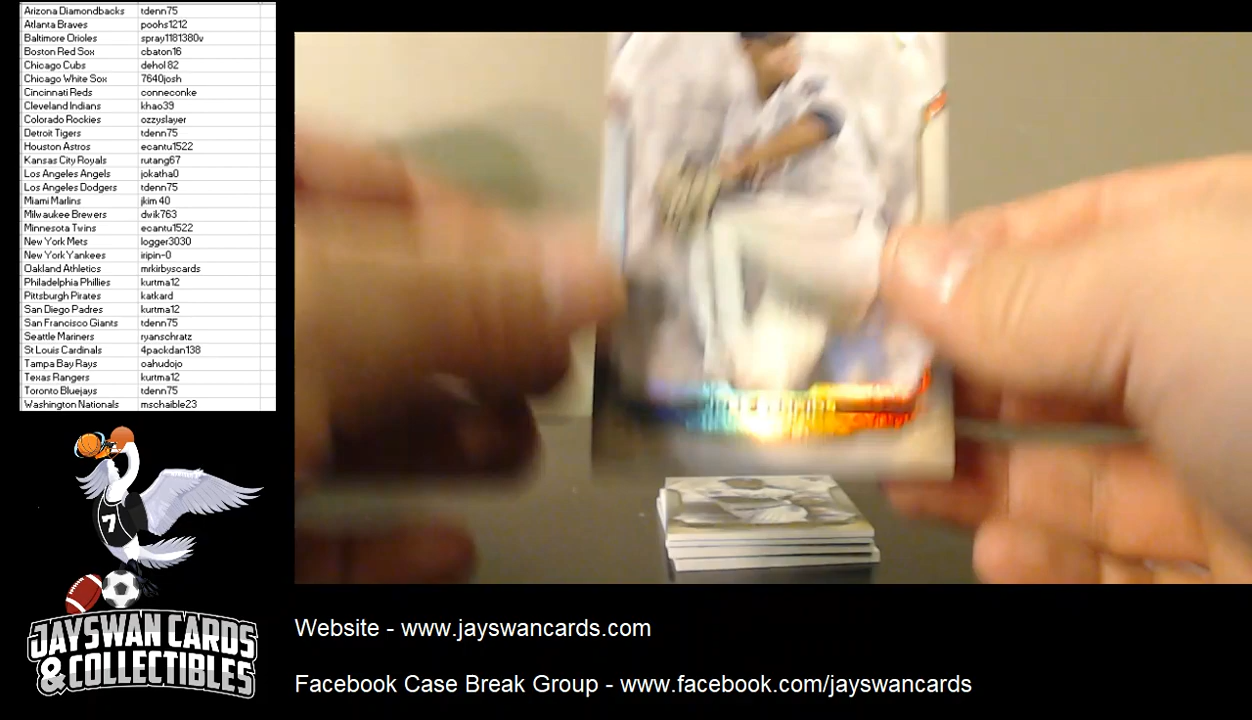 Arizona Diamondbacks tdenn75
Atlanta Braves poohs1212
Baltimore Orioles spray1181380v
Boston Red Sox cbaton16
Chicago Cubs dehol 82
Chicago White Sox 7640josh
Cincinnati Reds conneconke
Cleveland Indians khao39
Colorado Rockies ozzyslayer
Detroit Tigers tdenn75
Houston Astros ecantu1522
Kansas City Royals rutang67
Los Angeles Angels jokatha0
Los Angeles Dodgers tdenn75
Miami Marlins jkim 40
Milwaukee Brewers dwik763
Minnesota Twins ecantu1522
New York Mets logger3030
New York Yankees iripin-0
Oakland Athletics mrkirbyscards
Philadelphia Phillies kurtma12
Pittsburgh Pirates katkard
San Diego Padres kurtma12
San Francisco Giants tdenn75
Seattle Mariners ryanschratz
St Louis Cardinals 4packdan138
Tampa Bay Rays oahudojo
Texas Rangers kurtma12
Toronto Bluejays tdenn75
Washington Nationals mschaible23
7
JAYSWAN CARDS
& COLLECTIBLES
Website - www.jayswancards.com
Facebook Case Break Group - www.facebook.com/jayswancards